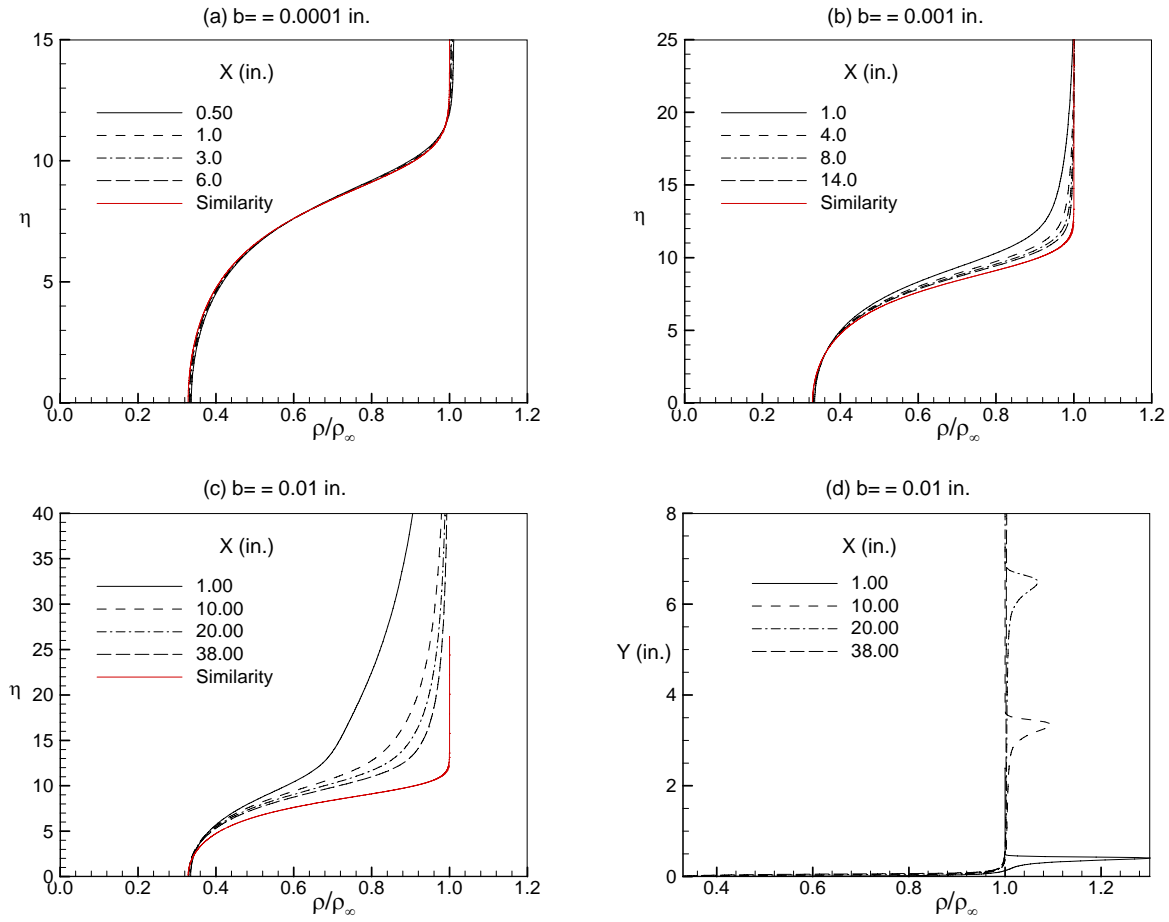 (a) b= = 0.0001 in.
15
10
5
0
η
X (in.)
0.50
1.0
3.0
6.0
Similarity
0.0 0.2 0.4 0.6 0.8 1.0 1.2
ρ/ρ∞
(b) b= = 0.001 in.
25
20
15
10
5
0
η
X (in.)
1.0
4.0
8.0
14.0
Similarity
0.0 0.2 0.4 0.6 0.8 1.0 1.2
ρ/ρ∞
(c) b= = 0.01 in.
40
35
30
25
20
15
10
5
0
η
X (in.)
1.00
10.00
20.00
38.00
Similarity
0.0 0.2 0.4 0.6 0.8 1.0 1.2
ρ/ρ∞
(d) b= = 0.01 in.
8
6
4
2
0
Y (in.)
X (in.)
1.00
10.00
20.00
38.00
0.4 0.6 0.8 1.0 1.2
ρ/ρ∞